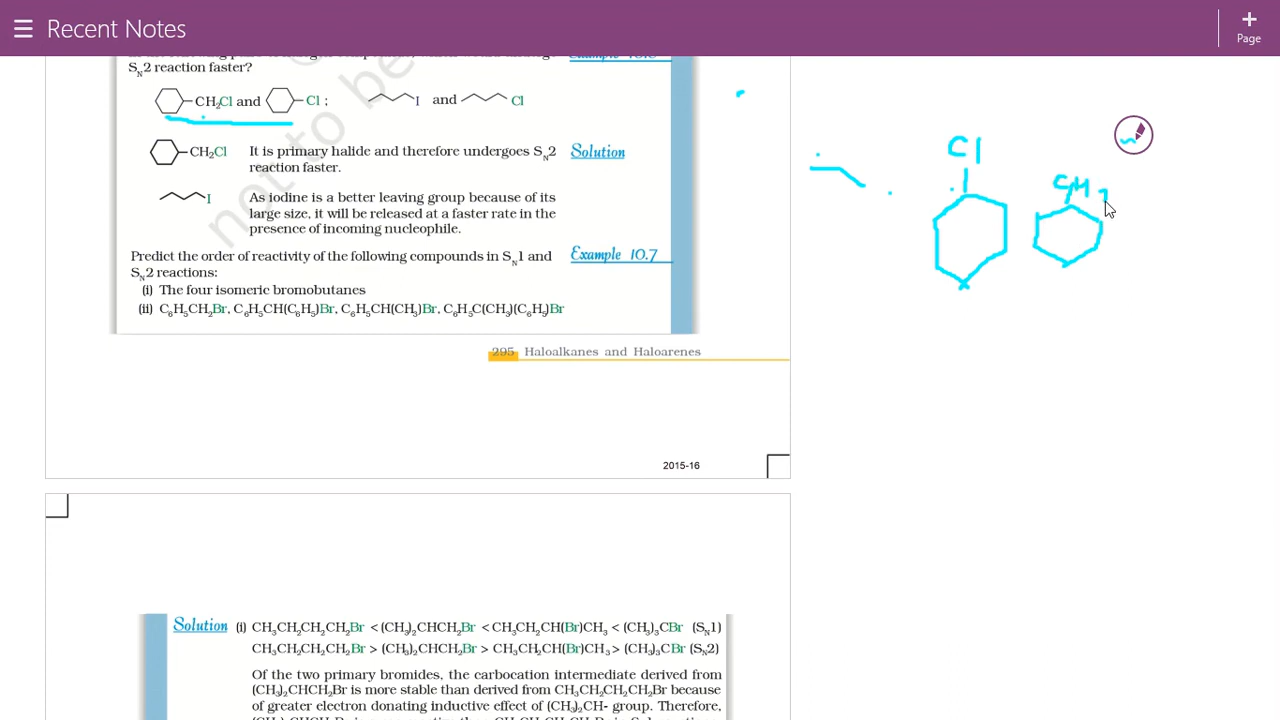 Recent Notes
Page
S_N2 reaction faster?
CH₂Cl and Cl ; I and Cl
CH₂Cl It is primary halide and therefore undergoes S_N2 Solution
reaction faster.
I As iodine is a better leaving group because of its
large size, it will be released at a faster rate in the
presence of incoming nucleophile.
Predict the order of reactivity of the following compounds in S_N1 and Example 10.7
S_N2 reactions:
(i) The four isomeric bromobutanes
(ii) C₆H₅CH₂Br, C₆H₅CH(C₆H₅)Br, C₆H₅CH(CH₃)Br, C₆H₅C(CH₃)(C₆H₅)Br
295 Haloalkanes and Haloarenes
2015-16
not to be
Cl
CH
Solution (i) CH₃CH₂CH₂CH₂Br < (CH₃)₂CHCH₂Br < CH₃CH₂CH(Br)CH₃ < (CH₃)₃CBr (S_N1)
CH₃CH₂CH₂CH₂Br > (CH₃)₂CHCH₂Br > CH₃CH₂CH(Br)CH₃ > (CH₃)₃CBr (S_N2)
Of the two primary bromides, the carbocation intermediate derived from
(CH₃)₂CHCH₂Br is more stable than derived from CH₃CH₂CH₂CH₂Br because
of greater electron donating inductive effect of (CH₃)₂CH- group. Therefore,